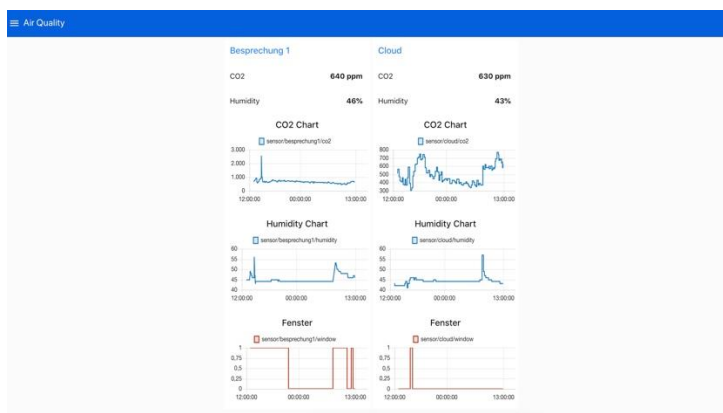 Air Quality
Besprechung 1
CO2 640 ppm
Humidity 46%
CO2 Chart
sensor/besprechung1/co2
3.000
2.000
1.000
0
12:00:00 00:00:00 13:00:00
Humidity Chart
sensor/besprechung1/humidity
60
55
50
45
40
12:00:00 00:00:00 13:00:00
Fenster
sensor/besprechung1/window
1
0,75
0,5
0,25
0
12:00:00 00:00:00 13:00:00
Cloud
CO2 630 ppm
Humidity 43%
CO2 Chart
sensor/cloud/co2
800
700
600
500
400
300
12:00:00 00:00:00 13:00:00
Humidity Chart
sensor/cloud/humidity
60
55
50
45
40
12:00:00 00:00:00 13:00:00
Fenster
sensor/cloud/window
1
0,75
0,5
0,25
0
12:00:00 00:00:00 13:00:00